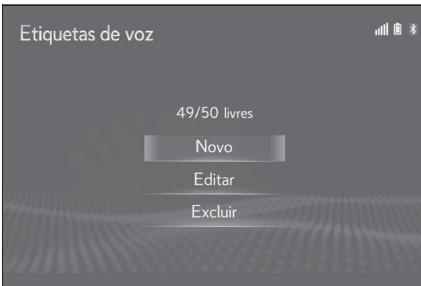 Etiquetas de voz
49/50 livres
Novo
Editar
Excluir